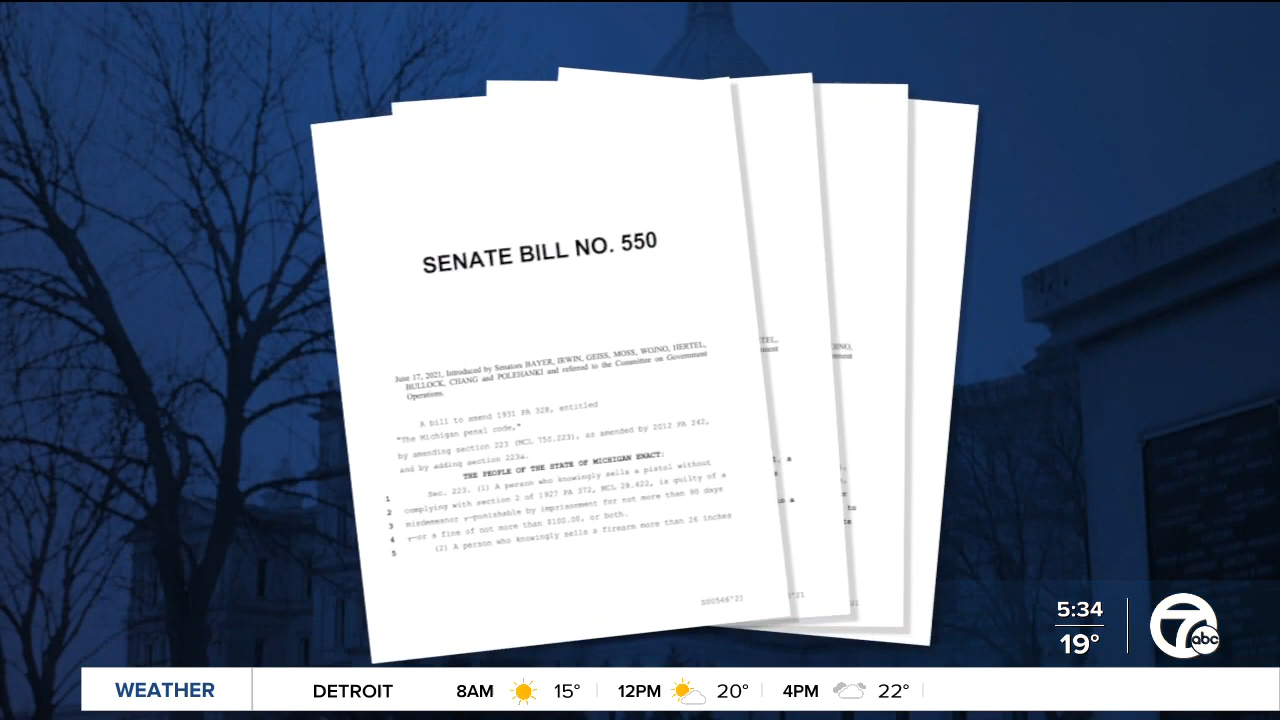 SENATE BILL NO. 550
June 17, 2021, Introduced by Senators BAYER, IRWIN, GEISS, MOSS, WOJNO, HERTEL,
BULLOCK, CHANG and POLEHANKI and referred to the Committee on Government
Operations.
A bill to amend 1931 PA 328, entitled
"The Michigan penal code,"
by amending section 223 (MCL 750.223), as amended by 2012 PA 242,
and by adding section 223a.
THE PEOPLE OF THE STATE OF MICHIGAN ENACT:
1 Sec. 223. (1) A person who knowingly sells a pistol without
2 complying with section 2 of 1927 PA 372, MCL 28.422, is guilty of a
3 misdemeanor punishable by imprisonment for not more than 90 days
4 or a fine of not more than $100.00, or both.
5 (2) A person who knowingly sells a firearm more than 26 inches
S00546'21
5:34
19°
7 abc
WEATHER DETROIT 8AM 15° 12PM 20° 4PM 22°